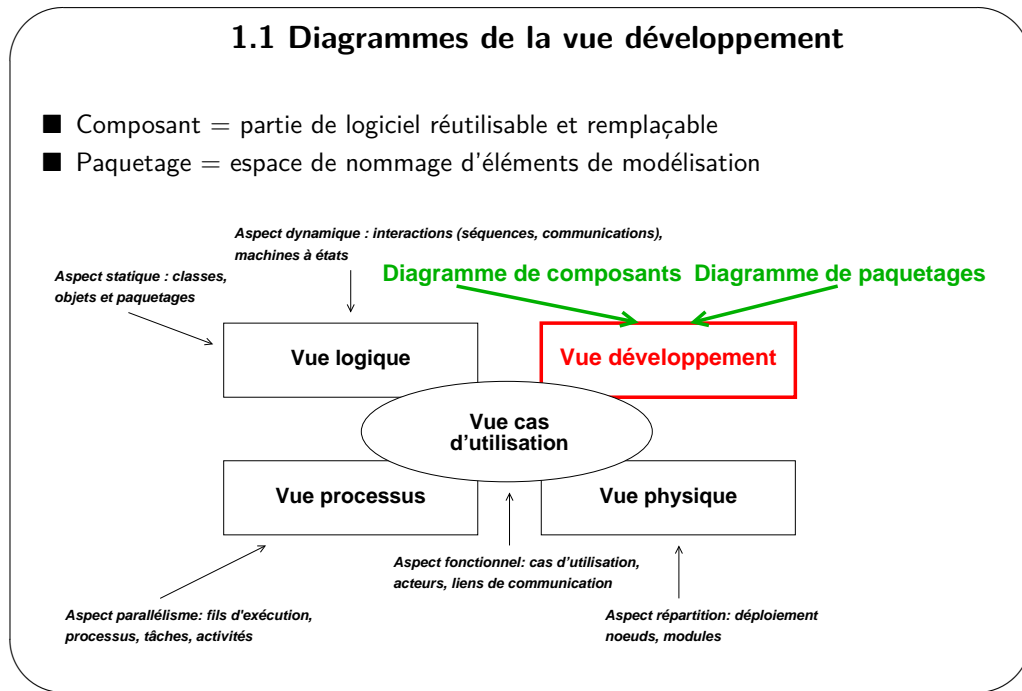 1.1 Diagrammes de la vue développement
■ Composant = partie de logiciel réutilisable et remplaçable
■ Paquetage = espace de nommage d'éléments de modélisation
Aspect dynamique : interactions (séquences, communications),
machines à états
Aspect statique : classes,
objets et paquetages
Diagramme de composants
Diagramme de paquetages
Vue logique
Vue développement
Vue cas
d'utilisation
Vue processus
Vue physique
Aspect fonctionnel: cas d'utilisation,
acteurs, liens de communication
Aspect parallélisme: fils d'exécution,
processus, tâches, activités
Aspect répartition: déploiement
noeuds, modules